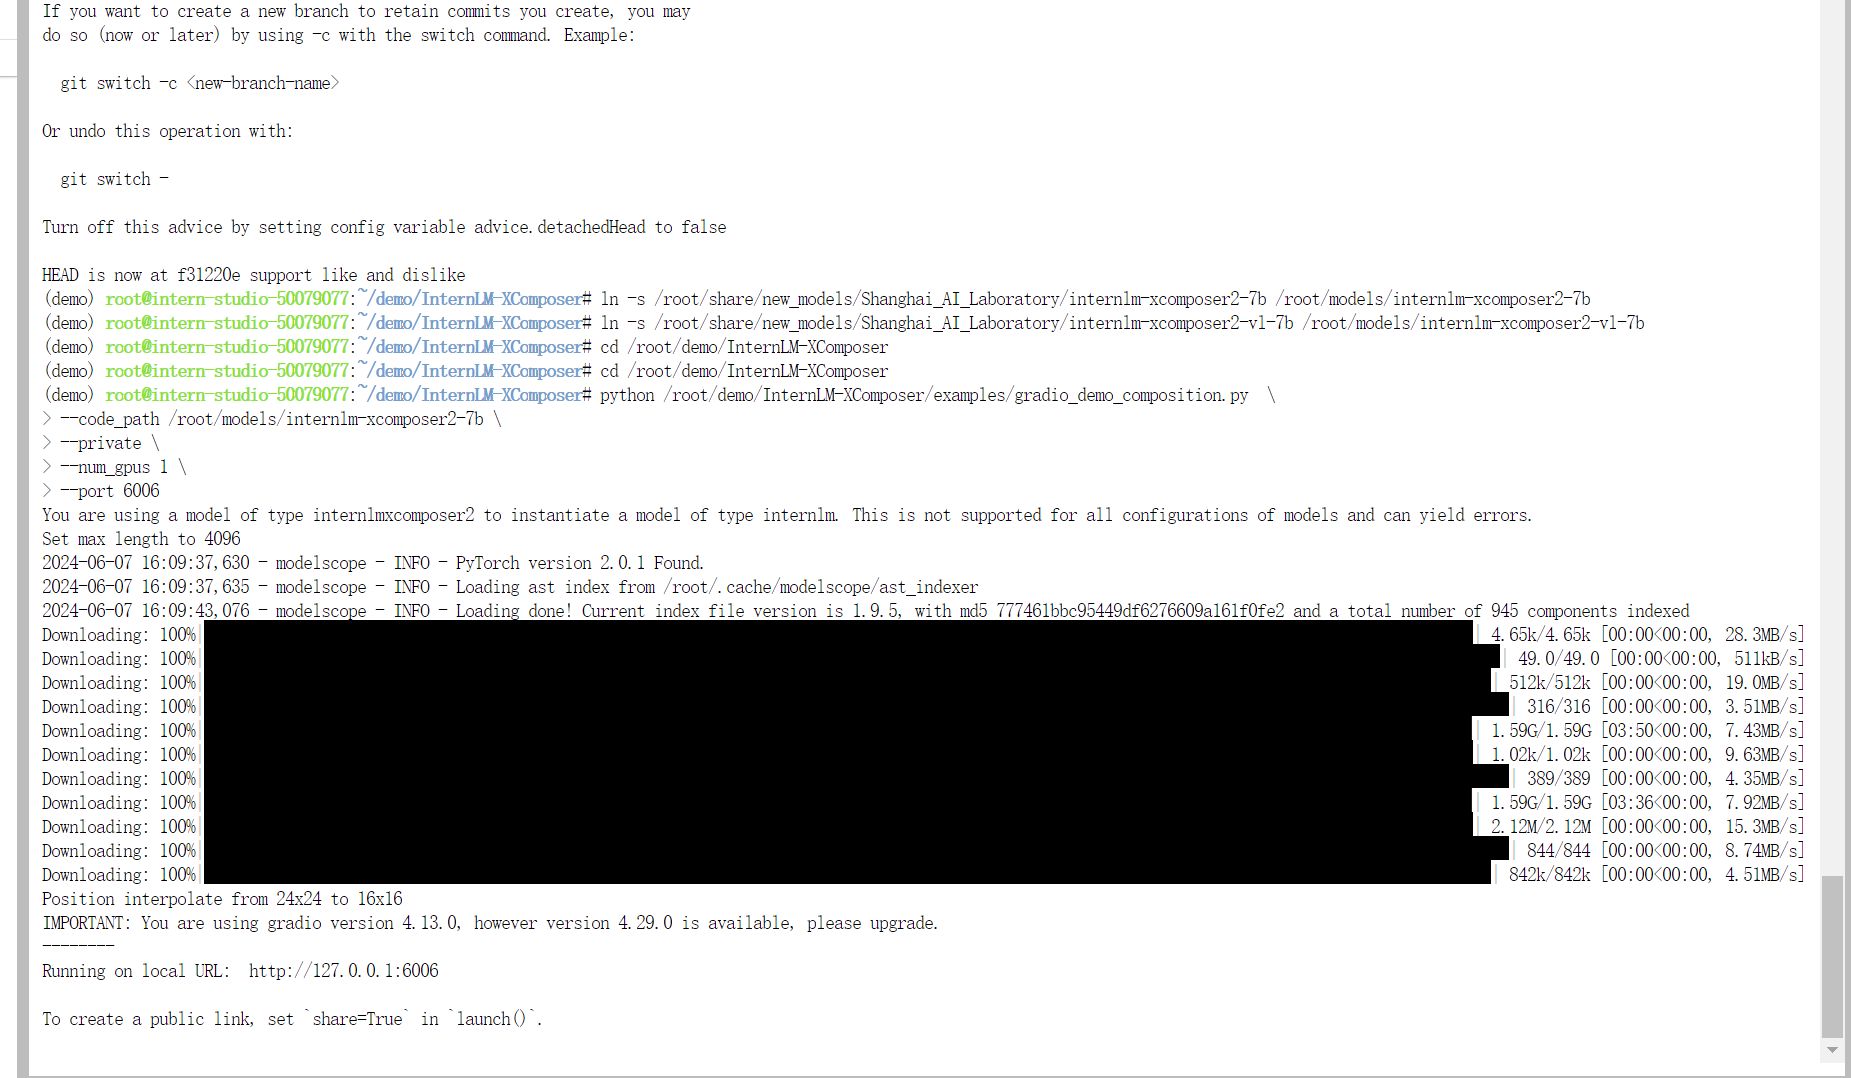 If you want to create a new branch to retain commits you create, you may
do so (now or later) by using -c with the switch command. Example:
git switch -c <new-branch-name>
Or undo this operation with:
git switch -
Turn off this advice by setting config variable advice.detachedHead to false
HEAD is now at f31220e support like and dislike
(demo) root@intern-studio-50079077:~/demo/InternLM-XComposer# ln -s /root/share/new_models/Shanghai_AI_Laboratory/internlm-xcomposer2-7b /root/models/internlm-xcomposer2-7b
(demo) root@intern-studio-50079077:~/demo/InternLM-XComposer# ln -s /root/share/new_models/Shanghai_AI_Laboratory/internlm-xcomposer2-vl-7b /root/models/internlm-xcomposer2-vl-7b
(demo) root@intern-studio-50079077:~/demo/InternLM-XComposer# cd /root/demo/InternLM-XComposer
(demo) root@intern-studio-50079077:~/demo/InternLM-XComposer# cd /root/demo/InternLM-XComposer
(demo) root@intern-studio-50079077:~/demo/InternLM-XComposer# python /root/demo/InternLM-XComposer/examples/gradio_demo_composition.py  \
> --code_path /root/models/internlm-xcomposer2-7b \
> --private \
> --num_gpus 1 \
> --port 6006
You are using a model of type internlmxcomposer2 to instantiate a model of type internlm. This is not supported for all configurations of models and can yield errors.
Set max length to 4096
2024-06-07 16:09:37,630 - modelscope - INFO - PyTorch version 2.0.1 Found.
2024-06-07 16:09:37,635 - modelscope - INFO - Loading ast index from /root/.cache/modelscope/ast_indexer
2024-06-07 16:09:43,076 - modelscope - INFO - Loading done! Current index file version is 1.9.5, with md5 777461bbc95449df6276609a161f0fe2 and a total number of 945 components indexed
Downloading: 100%| | 4.65k/4.65k [00:00<00:00, 28.3MB/s]
Downloading: 100%| | 49.0/49.0 [00:00<00:00, 511kB/s]
Downloading: 100%| | 512k/512k [00:00<00:00, 19.0MB/s]
Downloading: 100%| | 316/316 [00:00<00:00, 3.51MB/s]
Downloading: 100%| | 1.59G/1.59G [03:50<00:00, 7.43MB/s]
Downloading: 100%| | 1.02k/1.02k [00:00<00:00, 9.63MB/s]
Downloading: 100%| | 389/389 [00:00<00:00, 4.35MB/s]
Downloading: 100%| | 1.59G/1.59G [03:36<00:00, 7.92MB/s]
Downloading: 100%| | 2.12M/2.12M [00:00<00:00, 15.3MB/s]
Downloading: 100%| | 844/844 [00:00<00:00, 8.74MB/s]
Downloading: 100%| | 842k/842k [00:00<00:00, 4.51MB/s]
Position interpolate from 24x24 to 16x16
IMPORTANT: You are using gradio version 4.13.0, however version 4.29.0 is available, please upgrade.
--------
Running on local URL:  http://127.0.0.1:6006
To create a public link, set `share=True` in `launch()`.